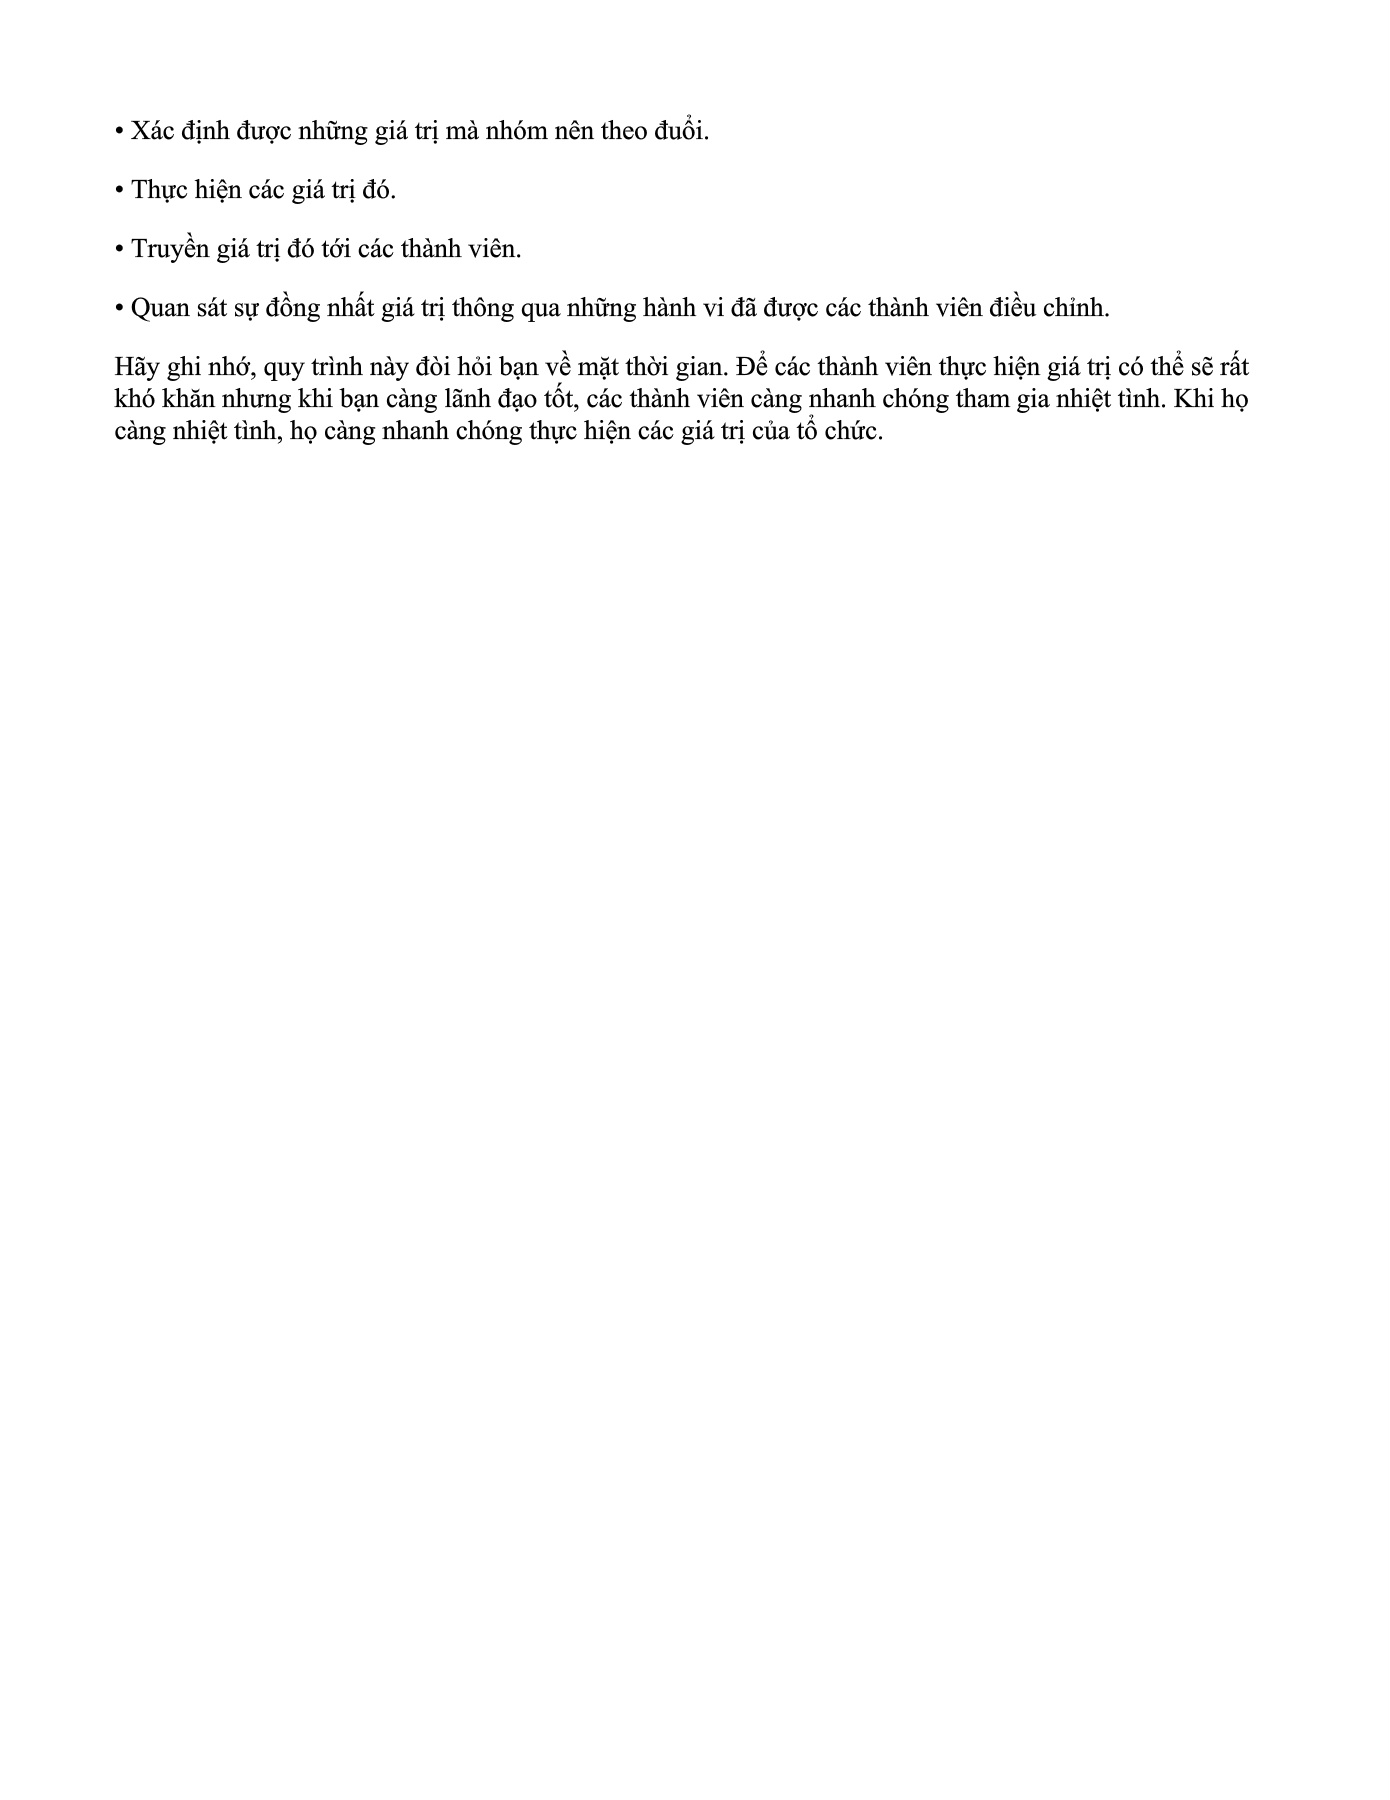 • Xác định được những giá trị mà nhóm nên theo đuổi.
• Thực hiện các giá trị đó.
• Truyền giá trị đó tới các thành viên.
• Quan sát sự đồng nhất giá trị thông qua những hành vi đã được các thành viên điều chỉnh.
Hãy ghi nhớ, quy trình này đòi hỏi bạn về mặt thời gian. Để các thành viên thực hiện giá trị có thể sẽ rất
khó khăn nhưng khi bạn càng lãnh đạo tốt, các thành viên càng nhanh chóng tham gia nhiệt tình. Khi họ
càng nhiệt tình, họ càng nhanh chóng thực hiện các giá trị của tổ chức.